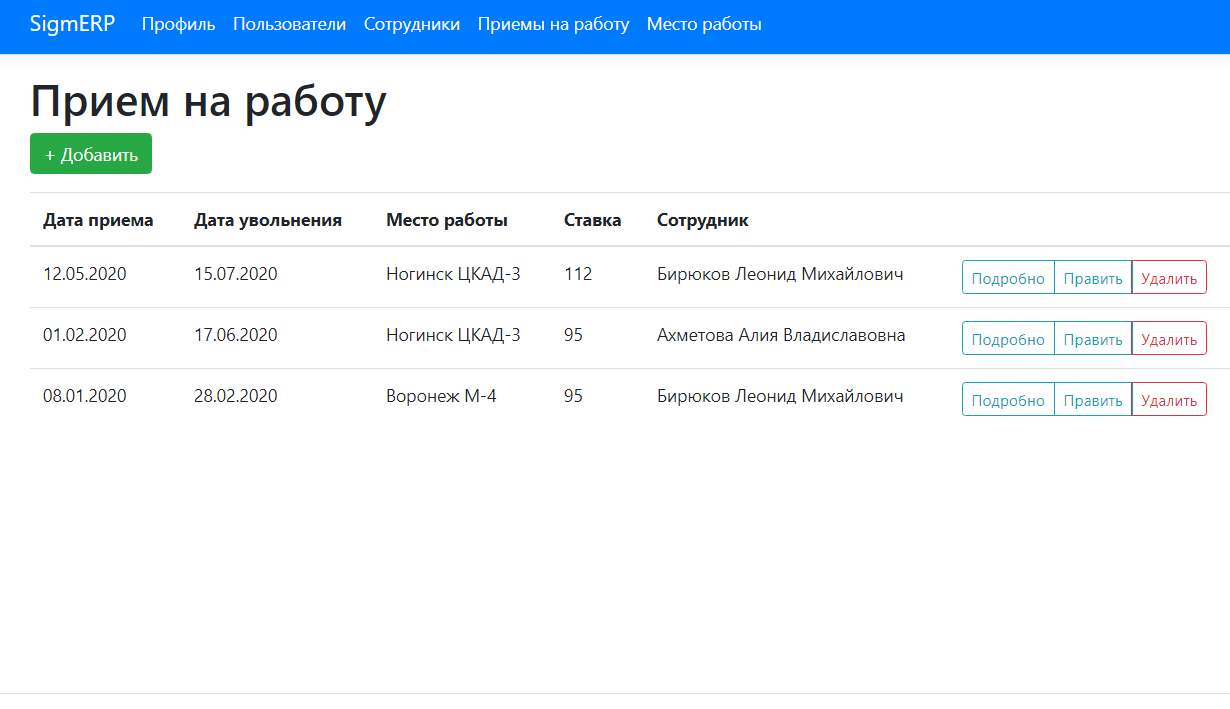 SigmERP Профиль Пользователи Сотрудники Приемы на работу Место работы
Прием на работу
+ Добавить
Дата приема Дата увольнения Место работы Ставка Сотрудник
12.05.2020 15.07.2020 Ногинск ЦКАД-3 112 Бирюков Леонид Михайлович Подробно Править Удалить
01.02.2020 17.06.2020 Ногинск ЦКАД-3 95 Ахметова Алия Владиславовна Подробно Править Удалить
08.01.2020 28.02.2020 Воронеж М-4 95 Бирюков Леонид Михайлович Подробно Править Удалить